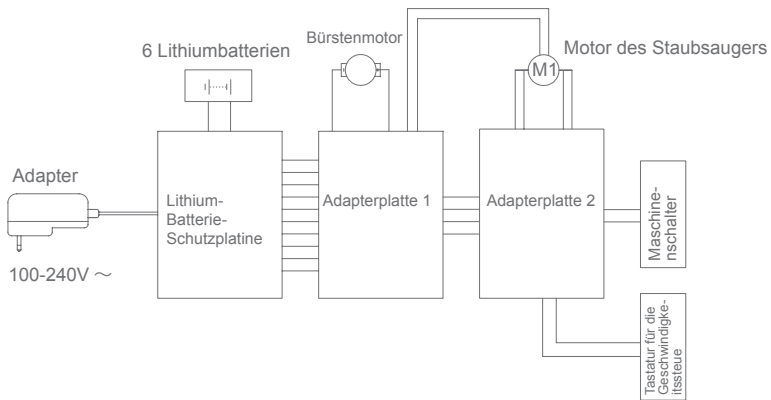 6 Lithiumbatterien
Bürstenmotor
Motor des Staubsaugers
M1
Adapter
100-240V ～
Lithium-
Batterie-
Schutzplatine
Adapterplatte 1
Adapterplatte 2
Maschine-
nschalter
Tastatur für die
Geschwindigke-
itssteue